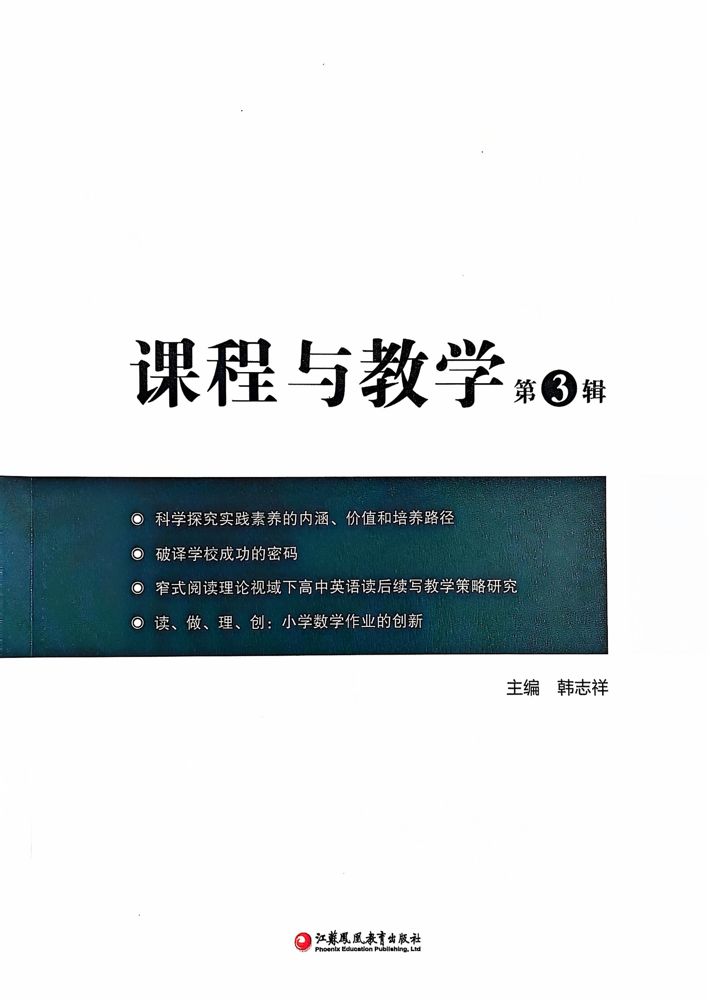 课程与教学 第3辑
◉ 科学探究实践素养的内涵、价值和培养路径
◉ 破译学校成功的密码
◉ 窄式阅读理论视域下高中英语读后续写教学策略研究
◉ 读、做、理、创：小学数学作业的创新
主编 韩志祥
江蘇鳳凰教育出版社
Phoenix Education Publishing, Ltd